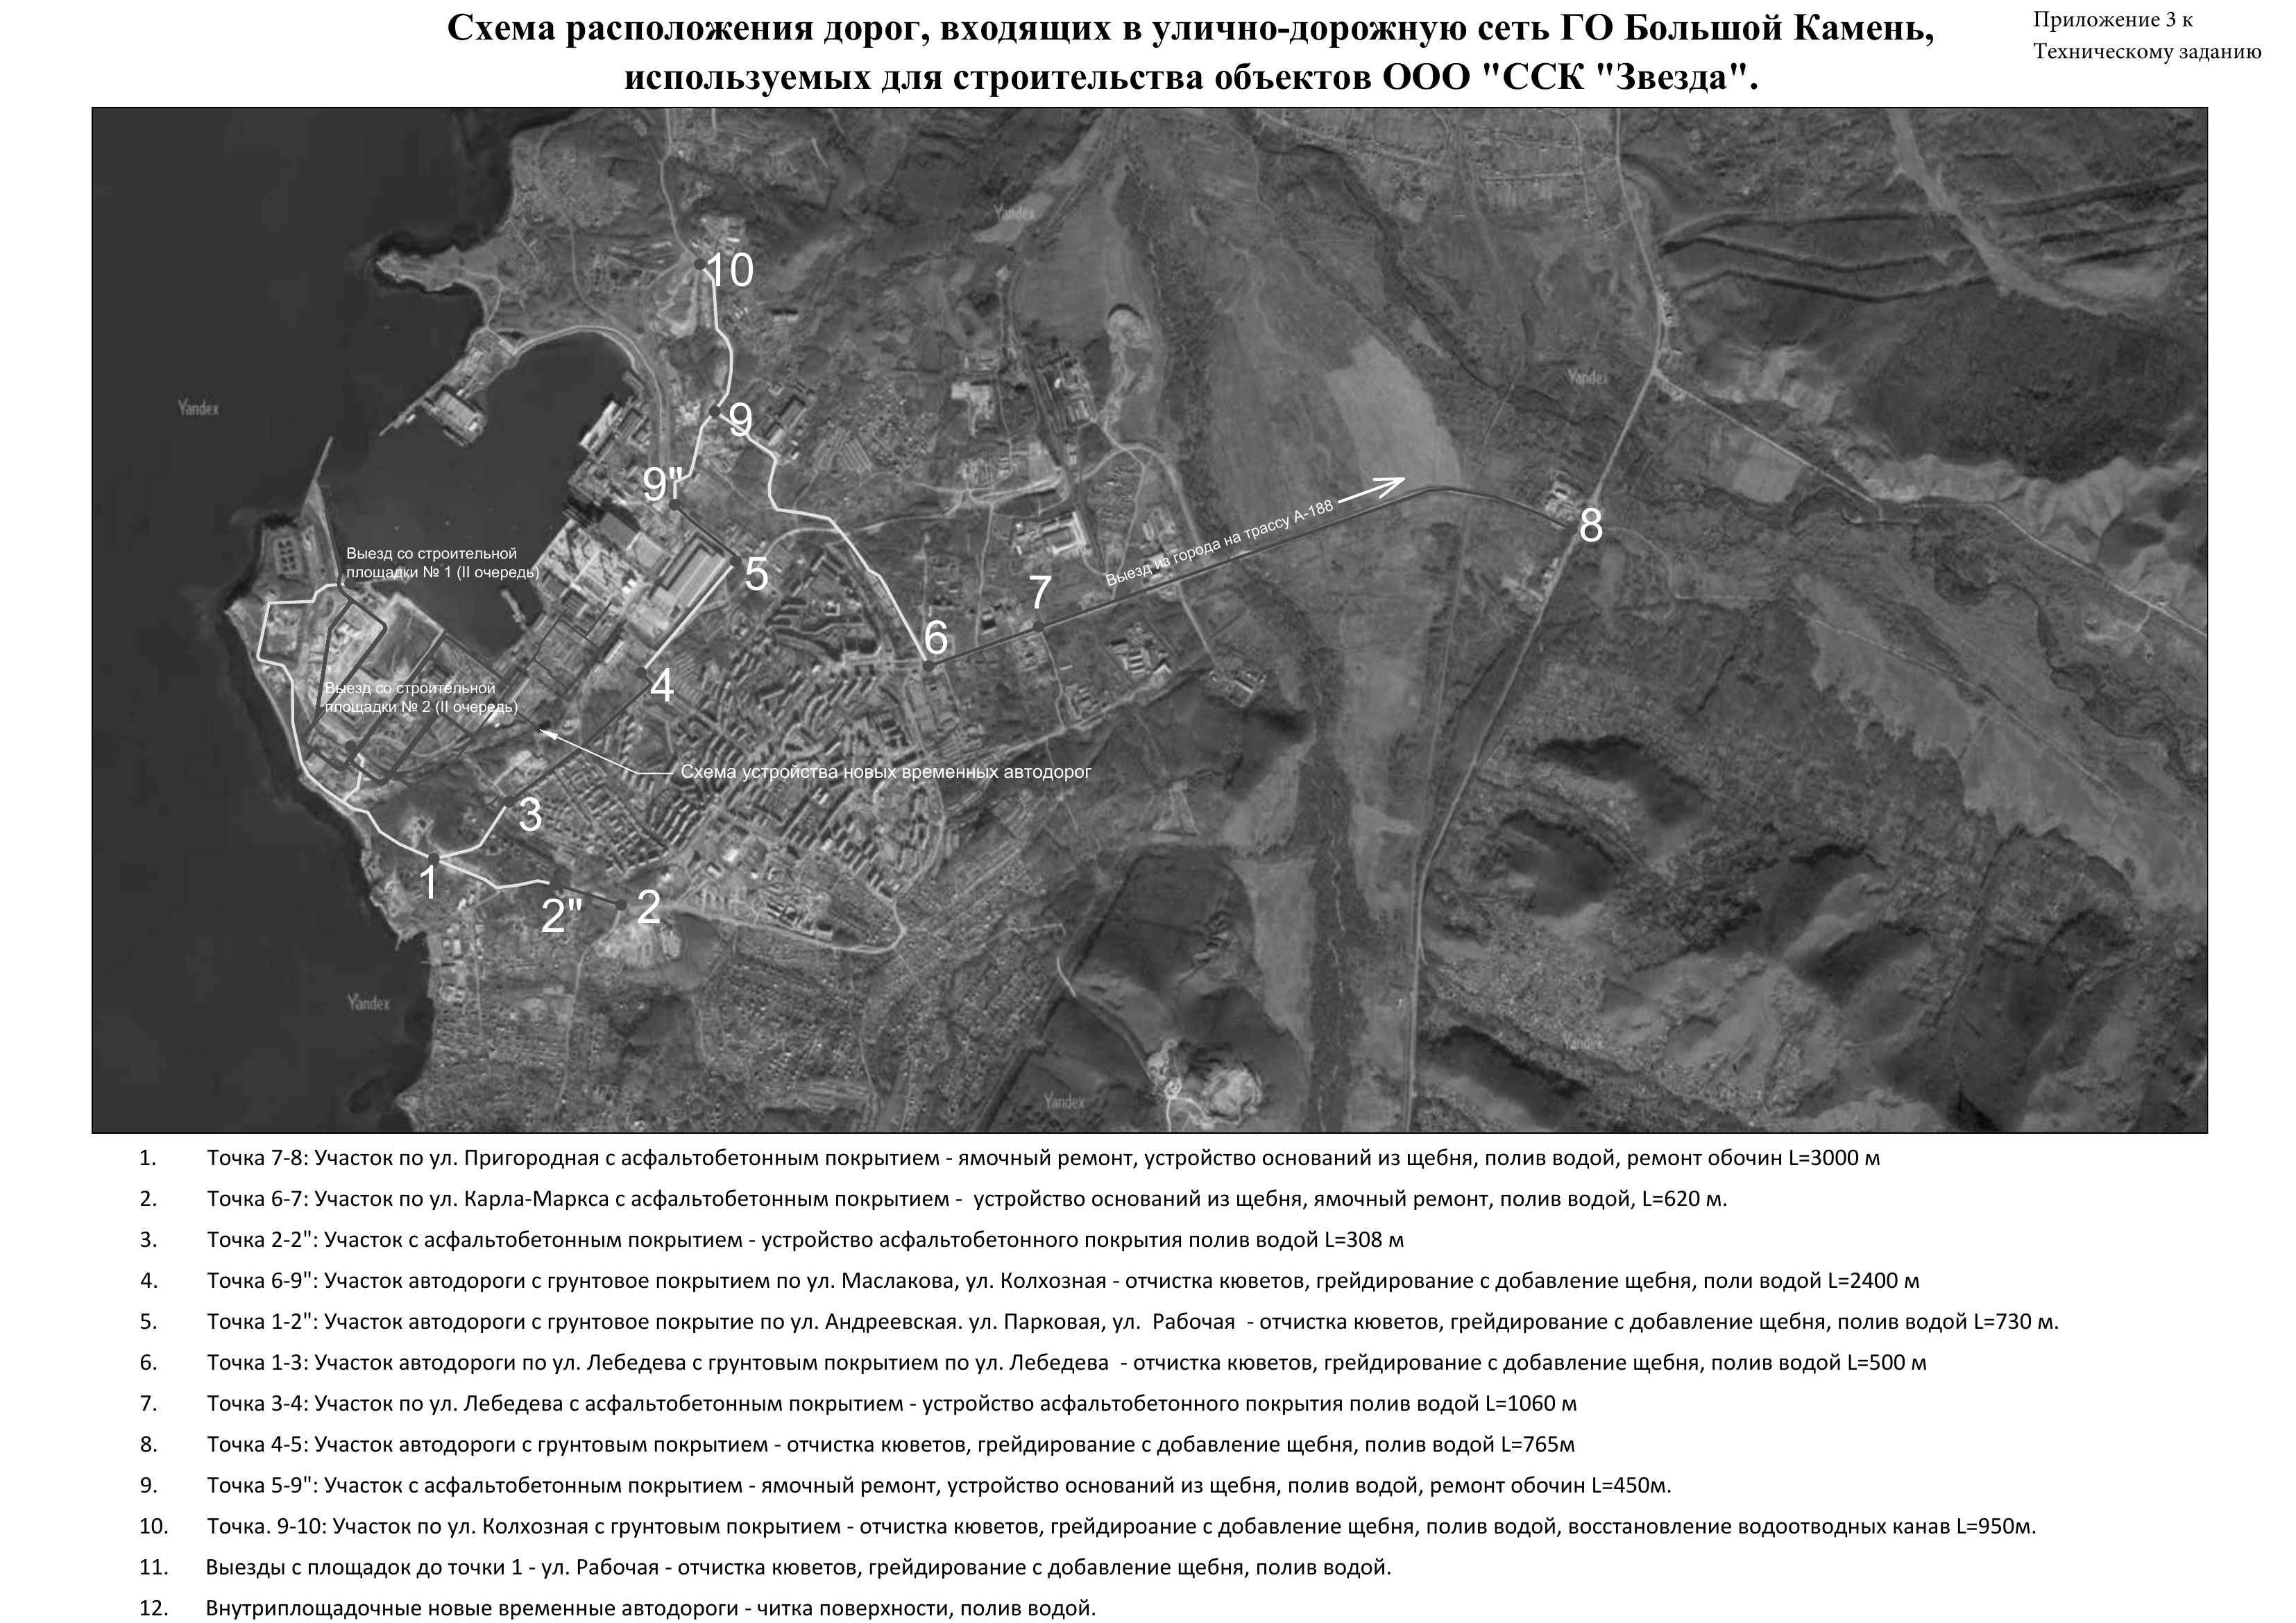 Схема расположения дорог, входящих в улично-дорожную сеть ГО Большой Камень,
используемых для строительства объектов ООО "ССК "Звезда".
Приложение 3 к
Техническому заданию
Yandex
10
Yandex
Yandex
9
9"
8
Выезд из города на трассу А-188
Выезд со строительной
площадки № 1 (II очередь)
5
7
6
4
Выезд со строительной
площадки № 2 (II очередь)
Схема устройства новых временных автодорог
3
1
2"
2
Yandex
Yandex
Yandex
1. Точка 7-8: Участок по ул. Пригородная с асфальтобетонным покрытием - ямочный ремонт, устройство оснований из щебня, полив водой, ремонт обочин L=3000 м
2. Точка 6-7: Участок по ул. Карла-Маркса с асфальтобетонным покрытием - устройство оснований из щебня, ямочный ремонт, полив водой, L=620 м.
3. Точка 2-2": Участок с асфальтобетонным покрытием - устройство асфальтобетонного покрытия полив водой L=308 м
4. Точка 6-9": Участок автодороги с грунтовое покрытием по ул. Маслакова, ул. Колхозная - отчистка кюветов, грейдирование с добавление щебня, поли водой L=2400 м
5. Точка 1-2": Участок автодороги с грунтовое покрытие по ул. Андреевская. ул. Парковая, ул. Рабочая - отчистка кюветов, грейдирование с добавление щебня, полив водой L=730 м.
6. Точка 1-3: Участок автодороги по ул. Лебедева с грунтовым покрытием по ул. Лебедева - отчистка кюветов, грейдирование с добавление щебня, полив водой L=500 м
7. Точка 3-4: Участок по ул. Лебедева с асфальтобетонным покрытием - устройство асфальтобетонного покрытия полив водой L=1060 м
8. Точка 4-5: Участок автодороги с грунтовым покрытием - отчистка кюветов, грейдирование с добавление щебня, полив водой L=765м
9. Точка 5-9": Участок с асфальтобетонным покрытием - ямочный ремонт, устройство оснований из щебня, полив водой, ремонт обочин L=450м.
10. Точка. 9-10: Участок по ул. Колхозная с грунтовым покрытием - отчистка кюветов, грейдироание с добавление щебня, полив водой, восстановление водоотводных канав L=950м.
11. Выезды с площадок до точки 1 - ул. Рабочая - отчистка кюветов, грейдирование с добавление щебня, полив водой.
12. Внутриплощадочные новые временные автодороги - читка поверхности, полив водой.